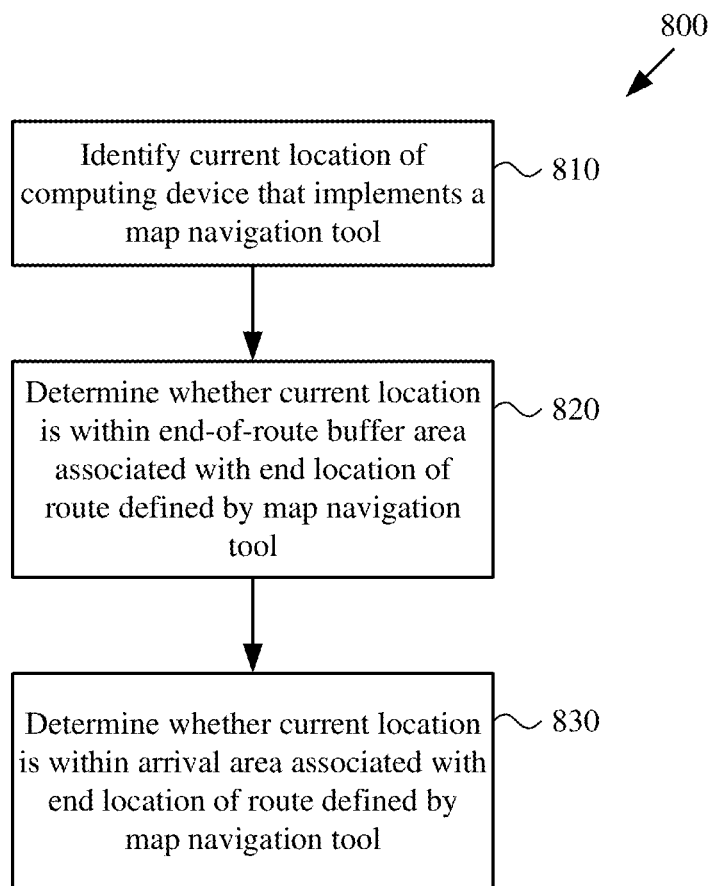 800
Identify current location of
computing device that implements a
map navigation tool
810
Determine whether current location
is within end-of-route buffer area
associated with end location of
route defined by map navigation
tool
820
Determine whether current location
is within arrival area associated with
end location of route defined by
map navigation tool
830